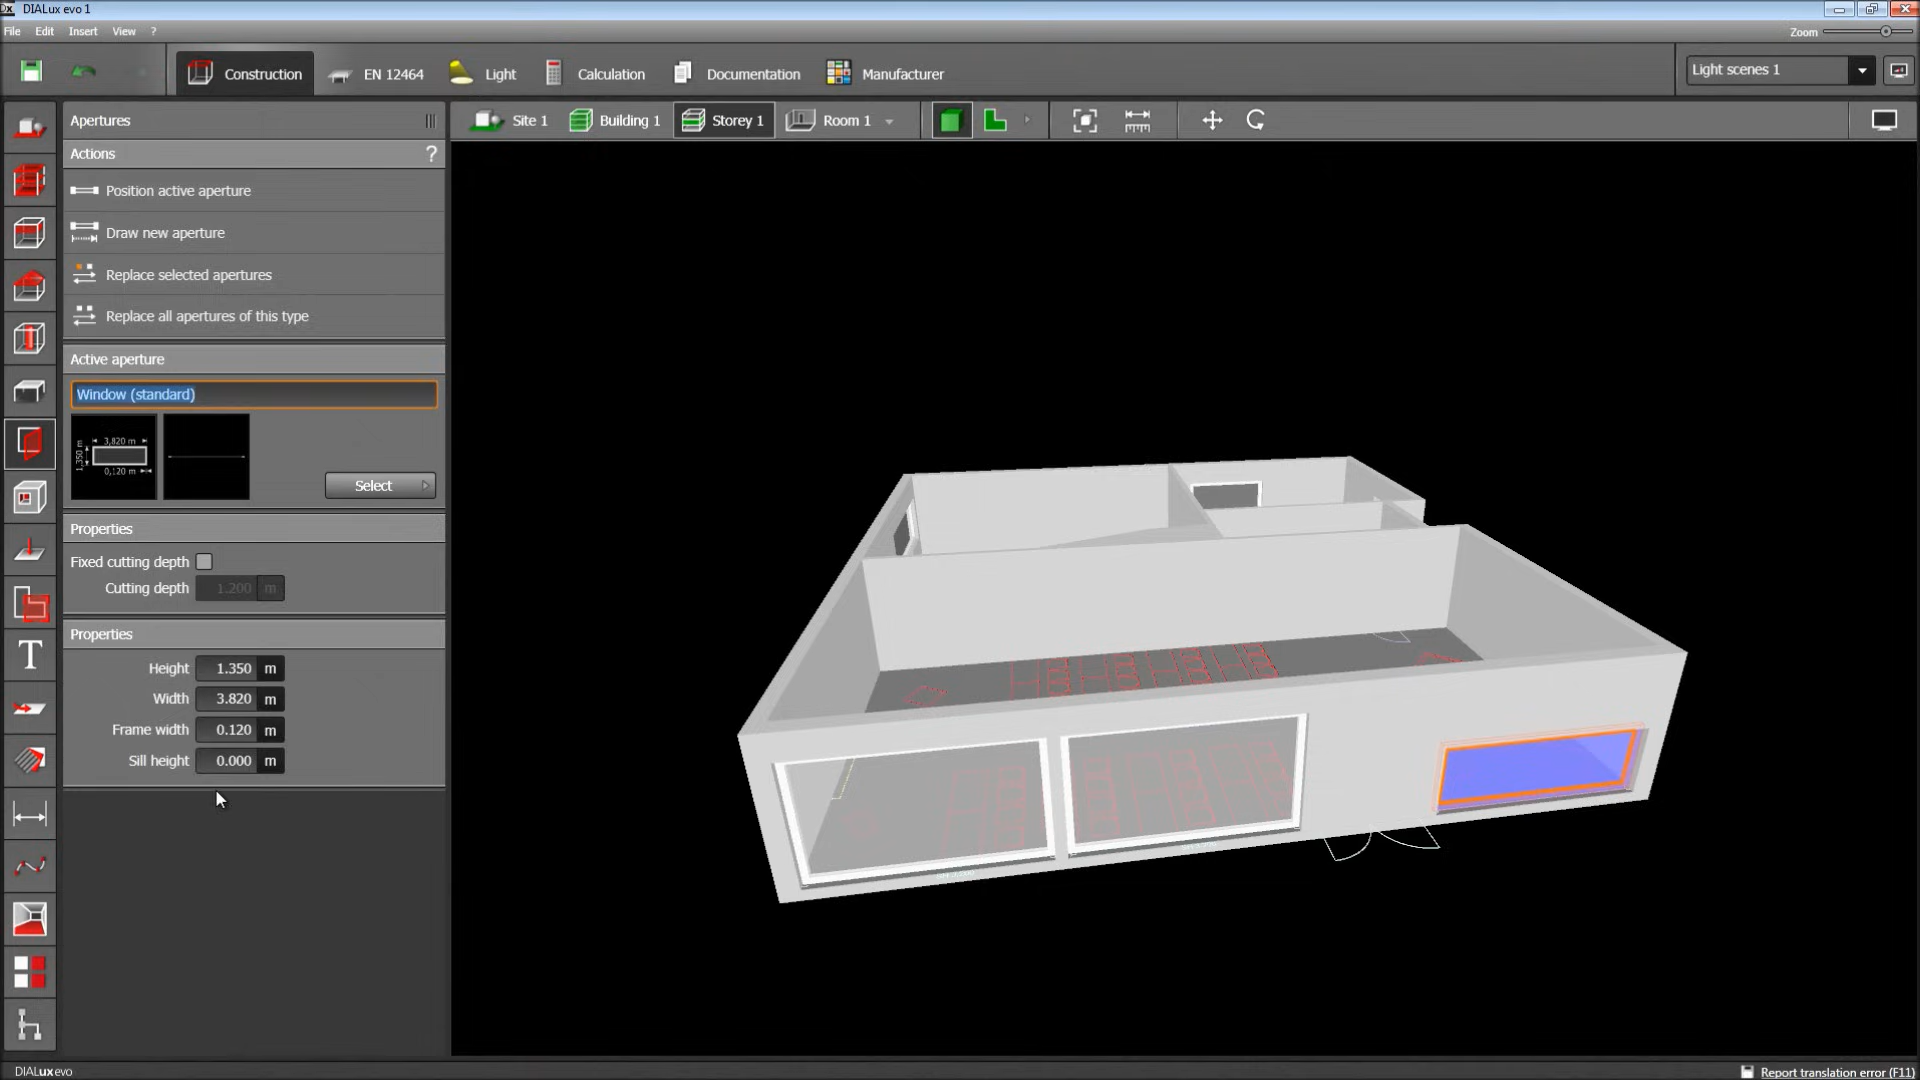 DIALux evo 1
File Edit Insert View ?
Zoom
Construction EN 12464 Light Calculation Documentation Manufacturer
Light scenes 1
Apertures
Site 1 Building 1 Storey 1 Room 1
Actions ?
Position active aperture
Draw new aperture
Replace selected apertures
Replace all apertures of this type
Active aperture
Window (standard)
3,820 m
1,350 m
0,120 m
Select
Properties
Fixed cutting depth
Cutting depth 1.200 m
Properties
Height 1.350 m
Width 3.820 m
Frame width 0.120 m
Sill height 0.000 m
T
DIALux evo
Report translation error (F11)